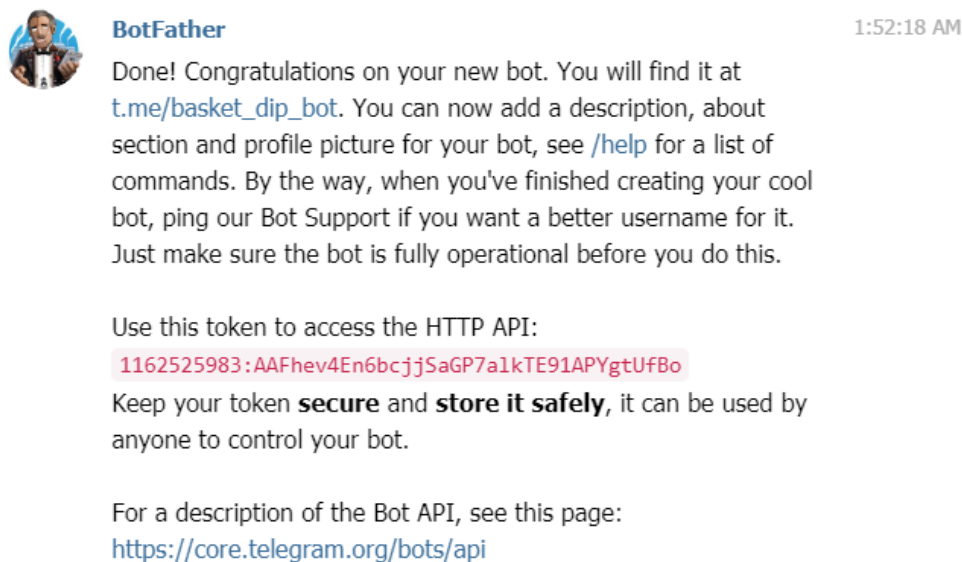 BotFather
1:52:18 AM
Done! Congratulations on your new bot. You will find it at
t.me/basket_dip_bot. You can now add a description, about
section and profile picture for your bot, see /help for a list of
commands. By the way, when you've finished creating your cool
bot, ping our Bot Support if you want a better username for it.
Just make sure the bot is fully operational before you do this.
Use this token to access the HTTP API:
1162525983:AAFhev4En6bcjjSaGP7alkTE91APYgtUfBo
Keep your token secure and store it safely, it can be used by
anyone to control your bot.
For a description of the Bot API, see this page:
https://core.telegram.org/bots/api